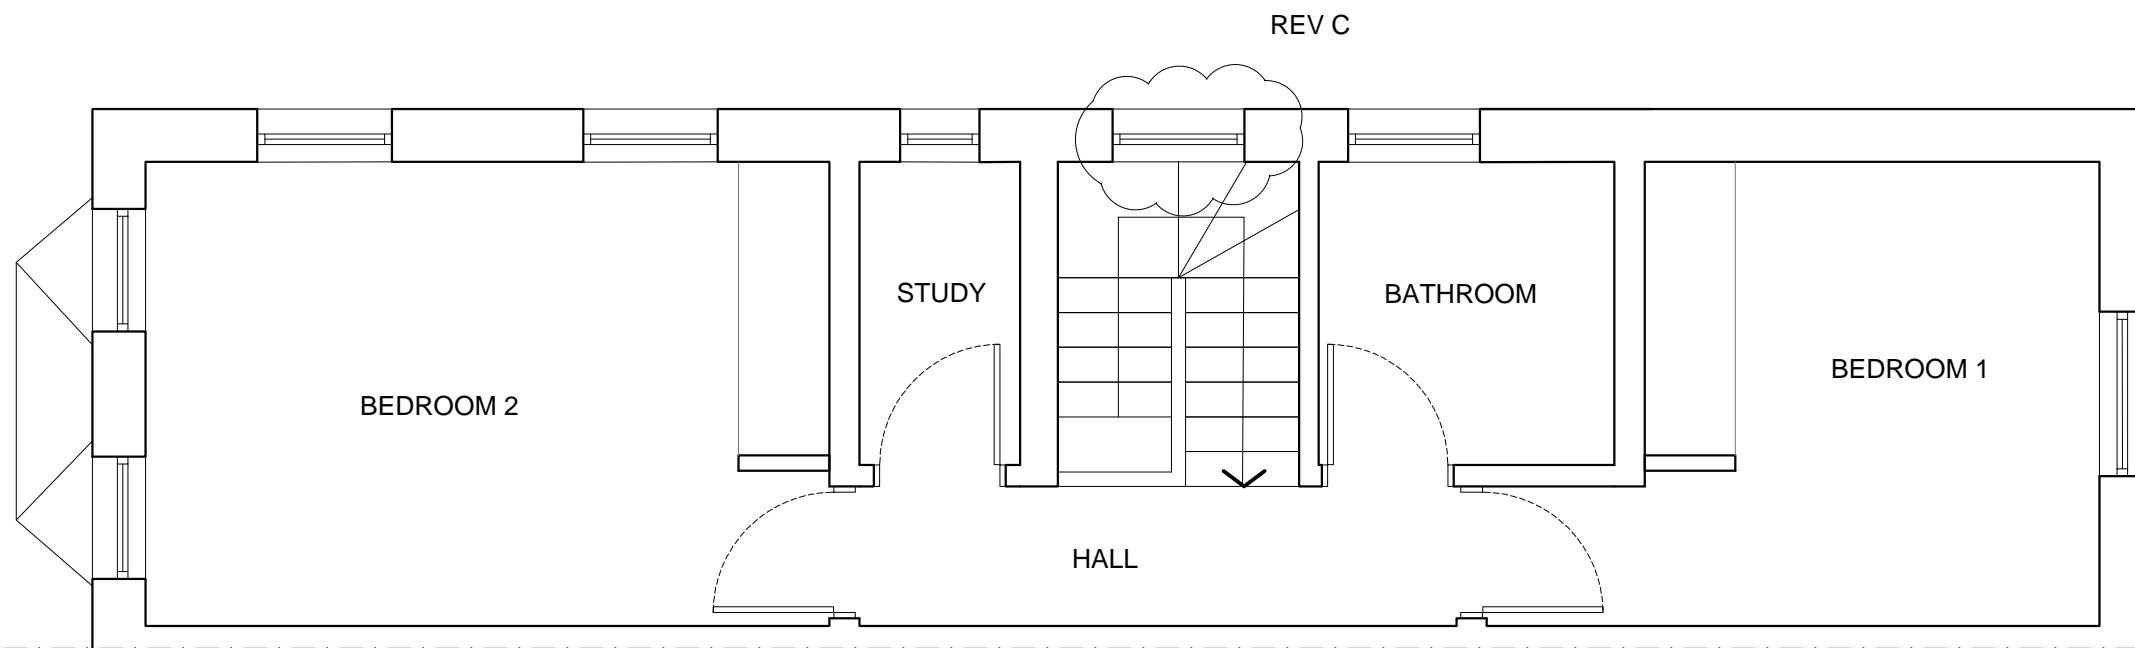 REV C
STUDY
BATHROOM
BEDROOM 1
BEDROOM 2
HALL